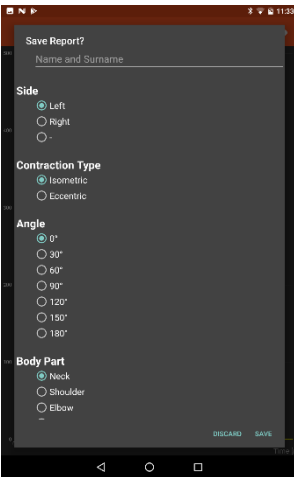 11:33
Save Report?
Name and Surname
Side
Left
Right
-
Contraction Type
Isometric
Eccentric
Angle
0°
30°
60°
90°
120°
150°
180°
Body Part
Neck
Shoulder
Elbow
DISCARD SAVE
Time